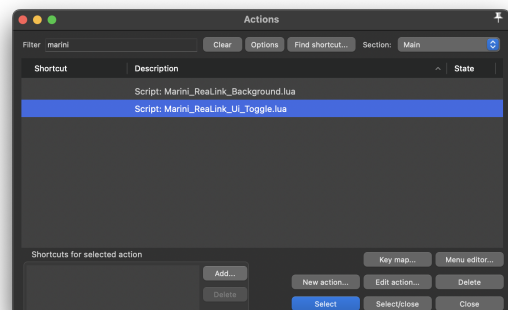 Actions
Filter marini Clear Options Find shortcut... Section: Main
Shortcut Description State
Script: Marini_ReaLink_Background.lua
Script: Marini_ReaLink_Ui_Toggle.lua
Shortcuts for selected action
Key map... Menu editor...
Add...
New action... Edit action... Delete
Delete
Select Select/close Close